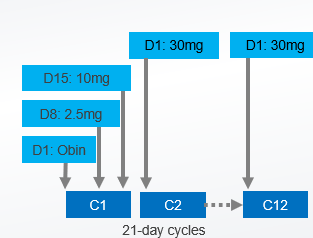 D1: 30mg
D1: 30mg
D15: 10mg
D8: 2.5mg
D1: Obin
C1
C2
C12
21-day cycles